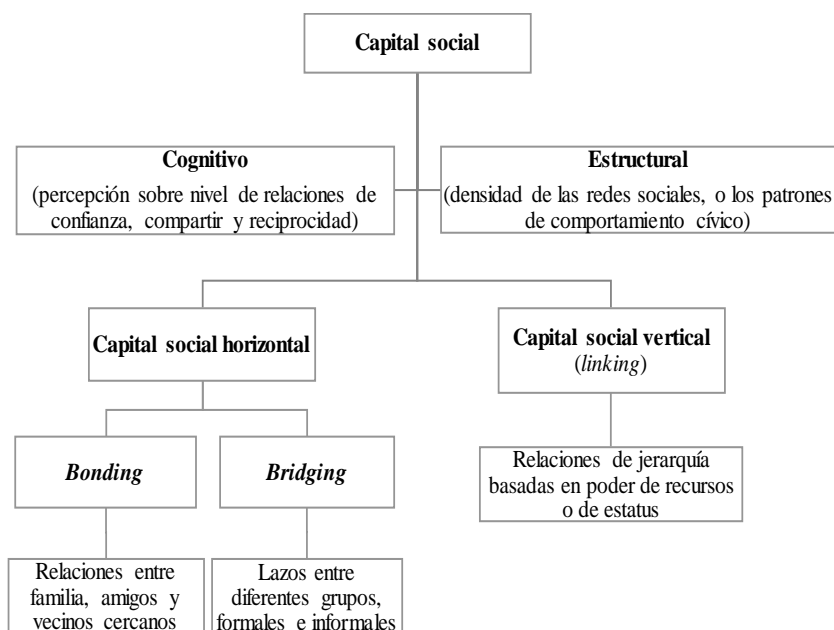 Capital social
Cognitivo
(percepción sobre nivel de relaciones de
confianza, compartir y reciprocidad)
Estructural
(densidad de las redes sociales, o los patrones
de comportamiento cívico)
Capital social horizontal
Capital social vertical
(linking)
Bonding
Bridging
Relaciones de jerarquía
basadas en poder de recursos
o de estatus
Relaciones entre
familia, amigos y
vecinos cercanos
Lazos entre
diferentes grupos,
formales e informales